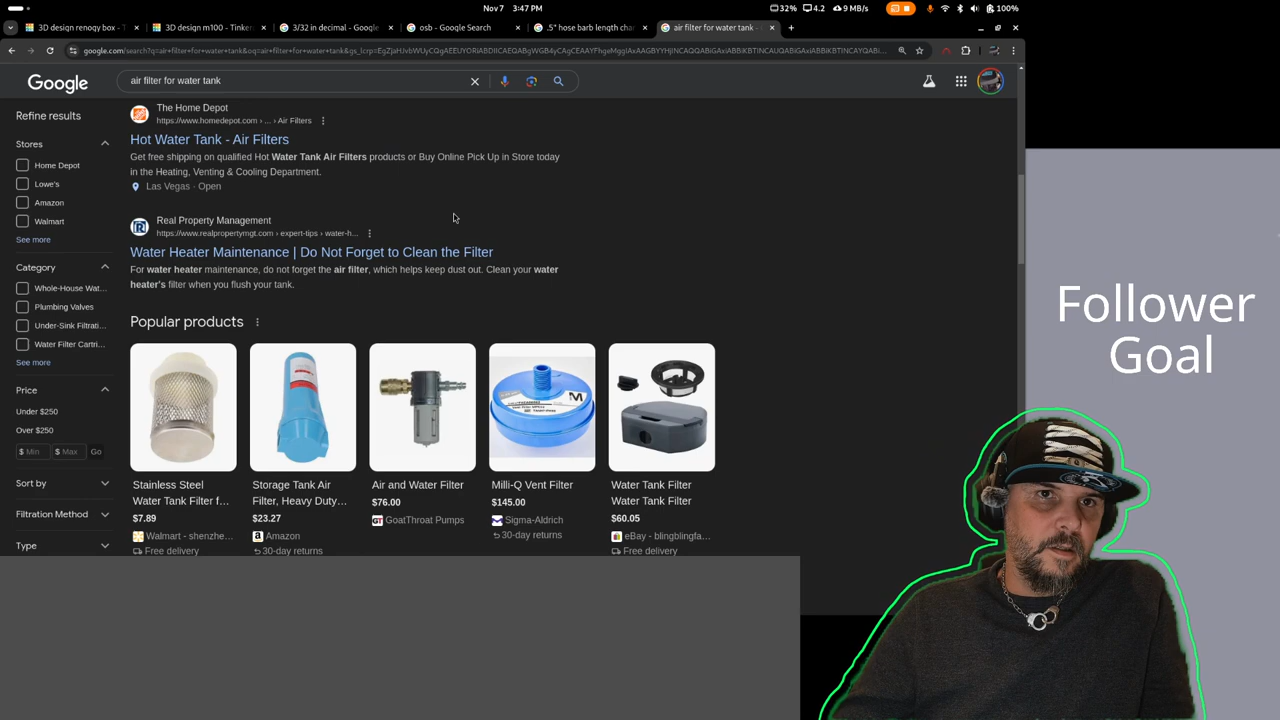 Nov 7  3:47 PM
32%  4.2  9 MB/s  100%
3D design renogy box - T
3D design m100 - Tinker
3/32 in decimal - Google
osb - Google Search
.5" hose barb length cha
air filter for water tank -
Google
air filter for water tank
Refine results
Stores
Home Depot
Lowe's
Amazon
Walmart
See more
Category
Whole-House Wat...
Plumbing Valves
Under-Sink Filtrati...
Water Filter Cartri...
See more
Price
Under $250
Over $250
$ Min $ Max Go
Sort by
Filtration Method
Type
The Home Depot
https://www.homedepot.com › ... › Air Filters
Hot Water Tank - Air Filters
Get free shipping on qualified Hot Water Tank Air Filters products or Buy Online Pick Up in Store today
in the Heating, Venting & Cooling Department.
Las Vegas · Open
Real Property Management
https://www.realpropertymgt.com › expert-tips › water-h...
Water Heater Maintenance | Do Not Forget to Clean the Filter
For water heater maintenance, do not forget the air filter, which helps keep dust out. Clean your water
heater's filter when you flush your tank.
Popular products
Stainless Steel
Water Tank Filter f...
$7.89
Walmart - shenzhe...
Free delivery
Storage Tank Air
Filter, Heavy Duty...
$23.27
Amazon
30-day returns
Air and Water Filter
$76.00
GoatThroat Pumps
Milli-Q Vent Filter
$145.00
Sigma-Aldrich
30-day returns
Water Tank Filter
Water Tank Filter
$60.05
eBay - blingblingfa...
Free delivery
Follower
Goal